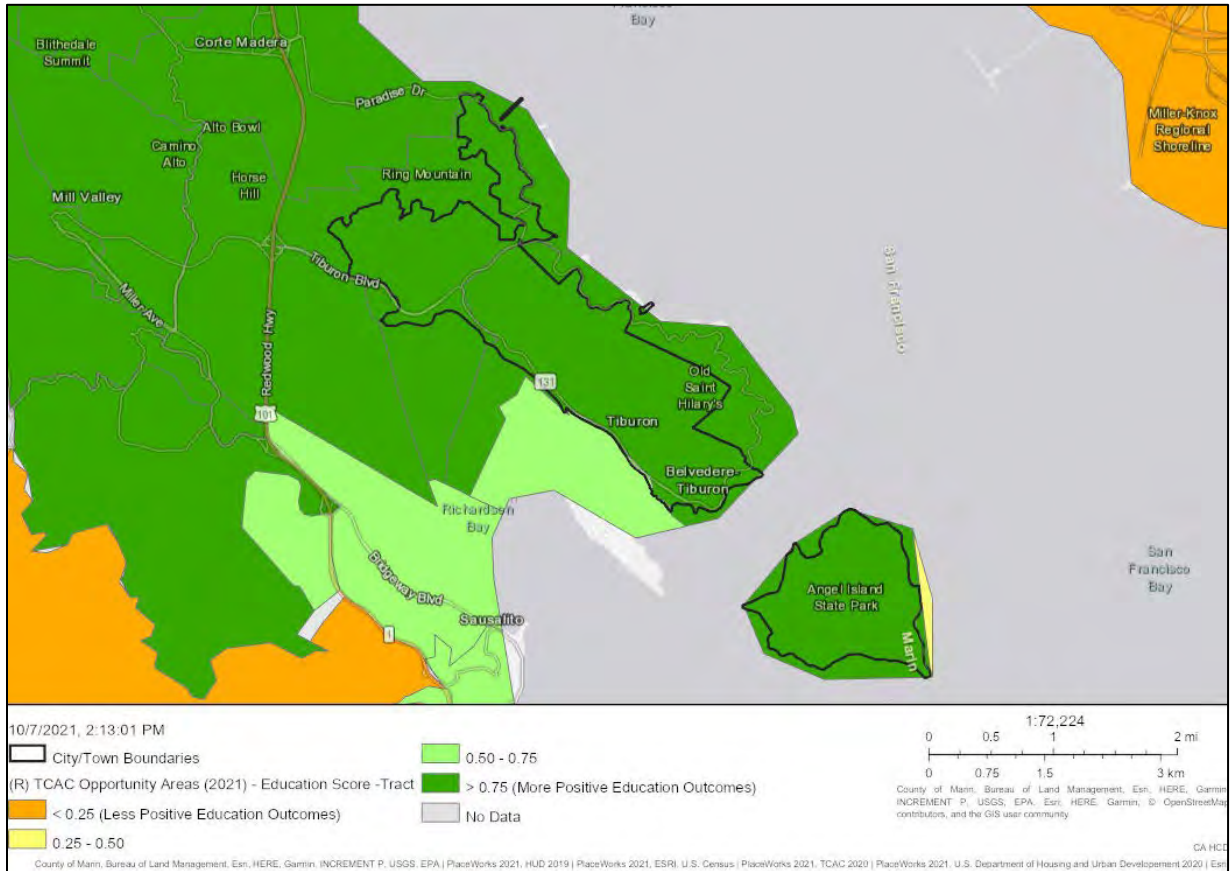 Francisco
Bay
Blithedale
Summit
Corte Madera
Paradise Dr
Alto Bowl
Camino
Alto
Ring Mountain
Horse
Hill
Mill Valley
Miller-Knox
Regional
Shoreline
Tiburon Blvd
Miller Ave
Redwood Hwy
San Francisco
131
Old
Saint
Hilary's
101
Tiburon
Belvedere-
Tiburon
Richardson
Bay
Bridgeway Blvd
San
Francisco
Bay
Angel Island
State Park
Sausalito
1
Marin
10/7/2021, 2:13:01 PM
City/Town Boundaries
(R) TCAC Opportunity Areas (2021) - Education Score -Tract
< 0.25 (Less Positive Education Outcomes)
0.25 - 0.50
0.50 - 0.75
> 0.75 (More Positive Education Outcomes)
No Data
1:72,224
0 0.5 1 2 mi
0 0.75 1.5 3 km
County of Marin, Bureau of Land Management, Esri, HERE, Garmin,
INCREMENT P, USGS, EPA, Esri, HERE, Garmin, © OpenStreetMap
contributors, and the GIS user community
CA HCD
County of Marin, Bureau of Land Management, Esri, HERE, Garmin, INCREMENT P, USGS, EPA | PlaceWorks 2021, HUD 2019 | PlaceWorks 2021, ESRI, U.S. Census | PlaceWorks 2021, TCAC 2020 | PlaceWorks 2021, U.S. Department of Housing and Urban Developement 2020 | Esri